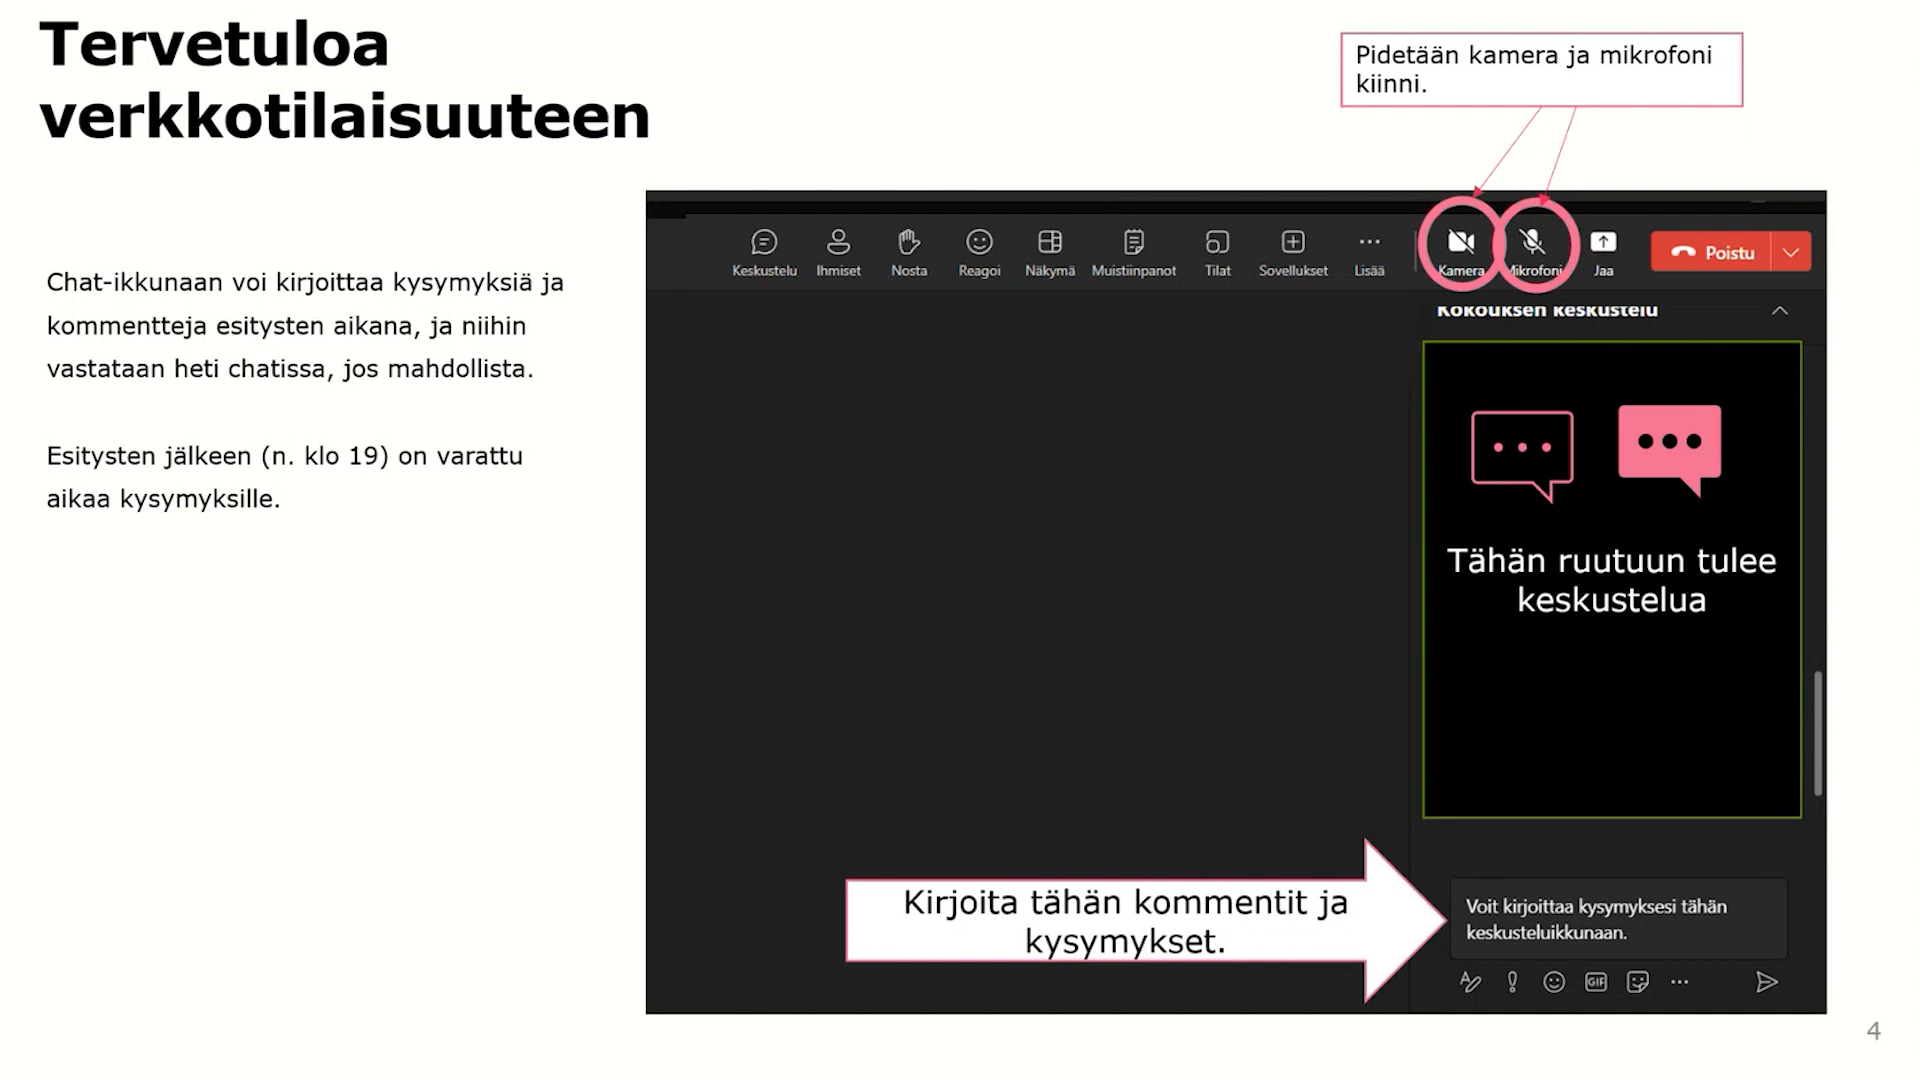 Tervetuloa
verkkotilaisuuteen
Pidetään kamera ja mikrofoni
kiinni.
Chat-ikkunaan voi kirjoittaa kysymyksiä ja
kommentteja esitysten aikana, ja niihin
vastataan heti chatissa, jos mahdollista.
Esitysten jälkeen (n. klo 19) on varattu
aikaa kysymyksille.
Keskustelu Ihmiset Nosta Reagoi Näkymä Muistiinpanot Tilat Sovellukset Lisää Kamera Mikrofoni Jaa Poistu
Kokouksen keskustelu
Tähän ruutuun tulee
keskustelua
Kirjoita tähän kommentit ja
kysymykset.
Voit kirjoittaa kysymyksesi tähän
keskusteluikkunaan.
GIF
4